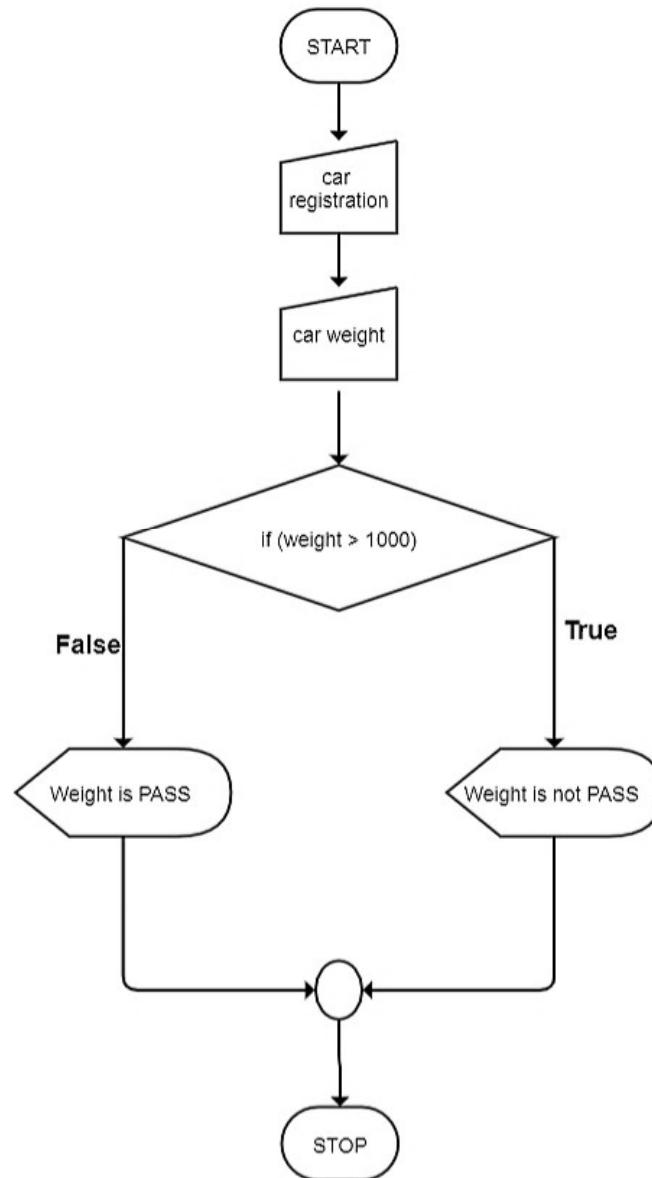 START
car
registration
car weight
if (weight > 1000)
False
True
Weight is PASS
Weight is not PASS
STOP